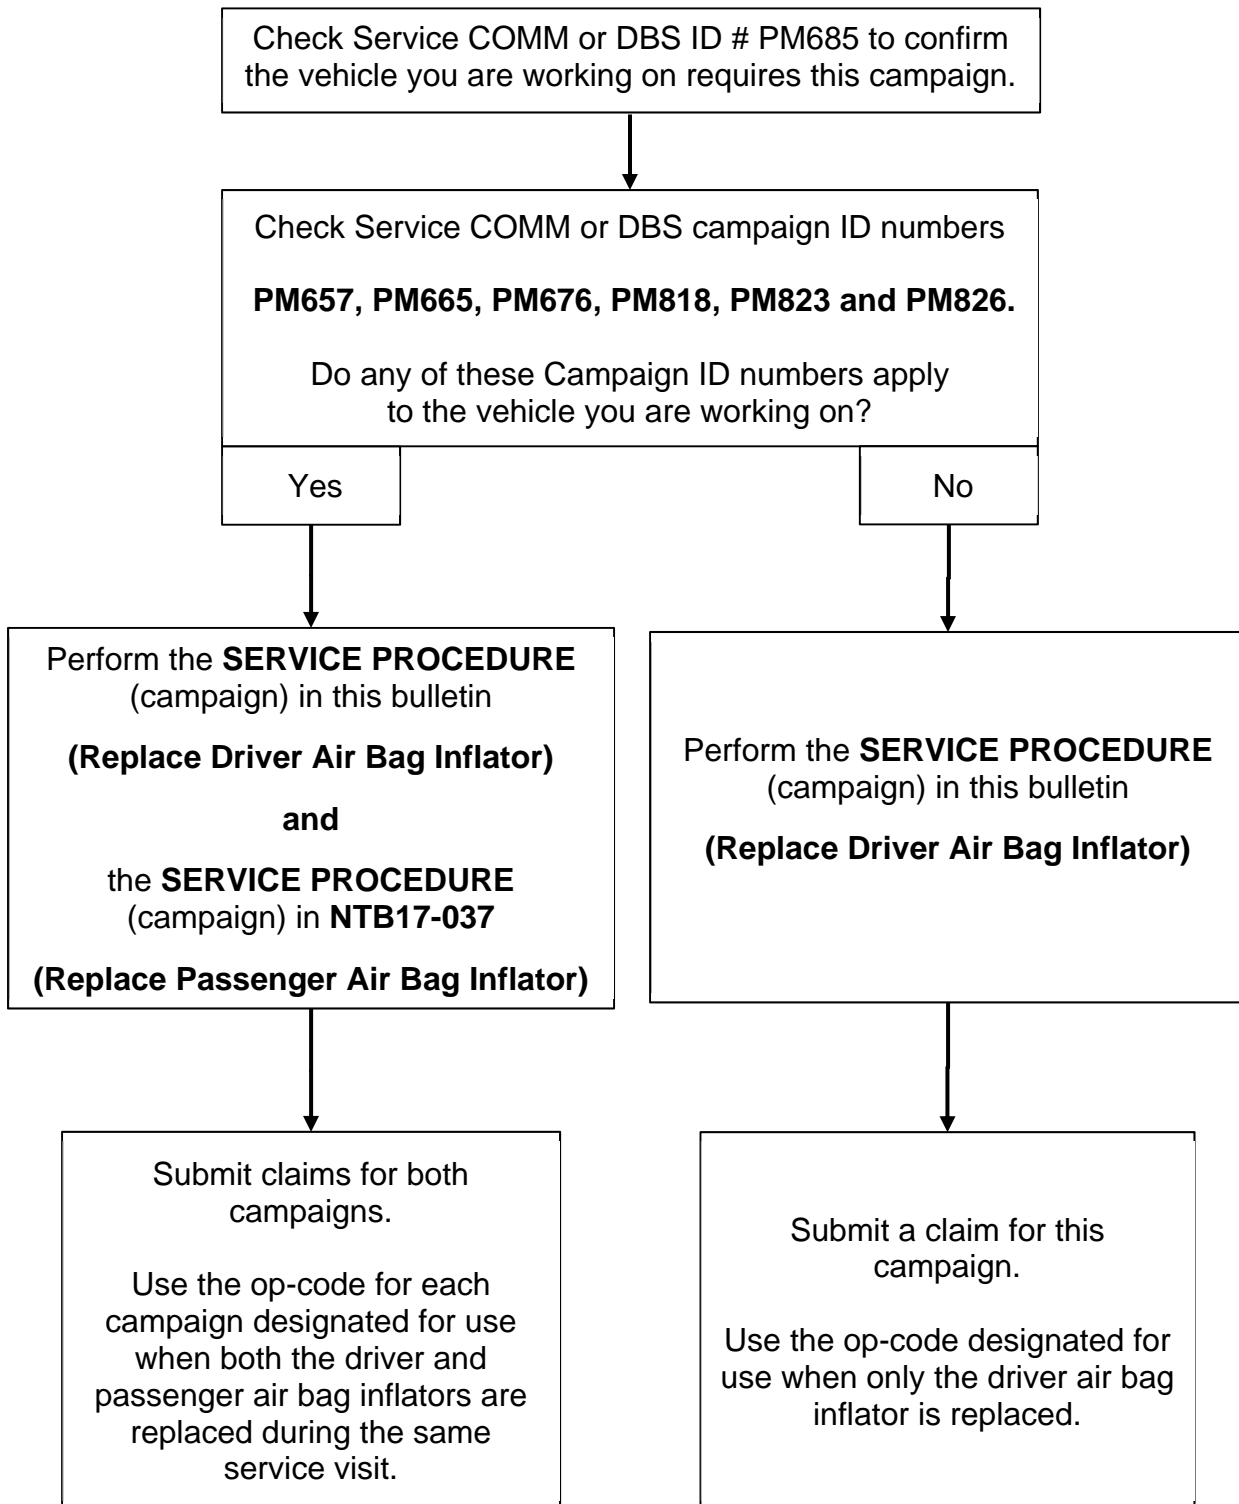 Check Service COMM or DBS ID # PM685 to confirm
the vehicle you are working on requires this campaign.
Check Service COMM or DBS campaign ID numbers
PM657, PM665, PM676, PM818, PM823 and PM826.
Do any of these Campaign ID numbers apply
to the vehicle you are working on?
Yes
No
Perform the SERVICE PROCEDURE
(campaign) in this bulletin
(Replace Driver Air Bag Inflator)
and
the SERVICE PROCEDURE
(campaign) in NTB17-037
(Replace Passenger Air Bag Inflator)
Perform the SERVICE PROCEDURE
(campaign) in this bulletin
(Replace Driver Air Bag Inflator)
Submit claims for both
campaigns.
Use the op-code for each
campaign designated for use
when both the driver and
passenger air bag inflators are
replaced during the same
service visit.
Submit a claim for this
campaign.
Use the op-code designated for
use when only the driver air bag
inflator is replaced.